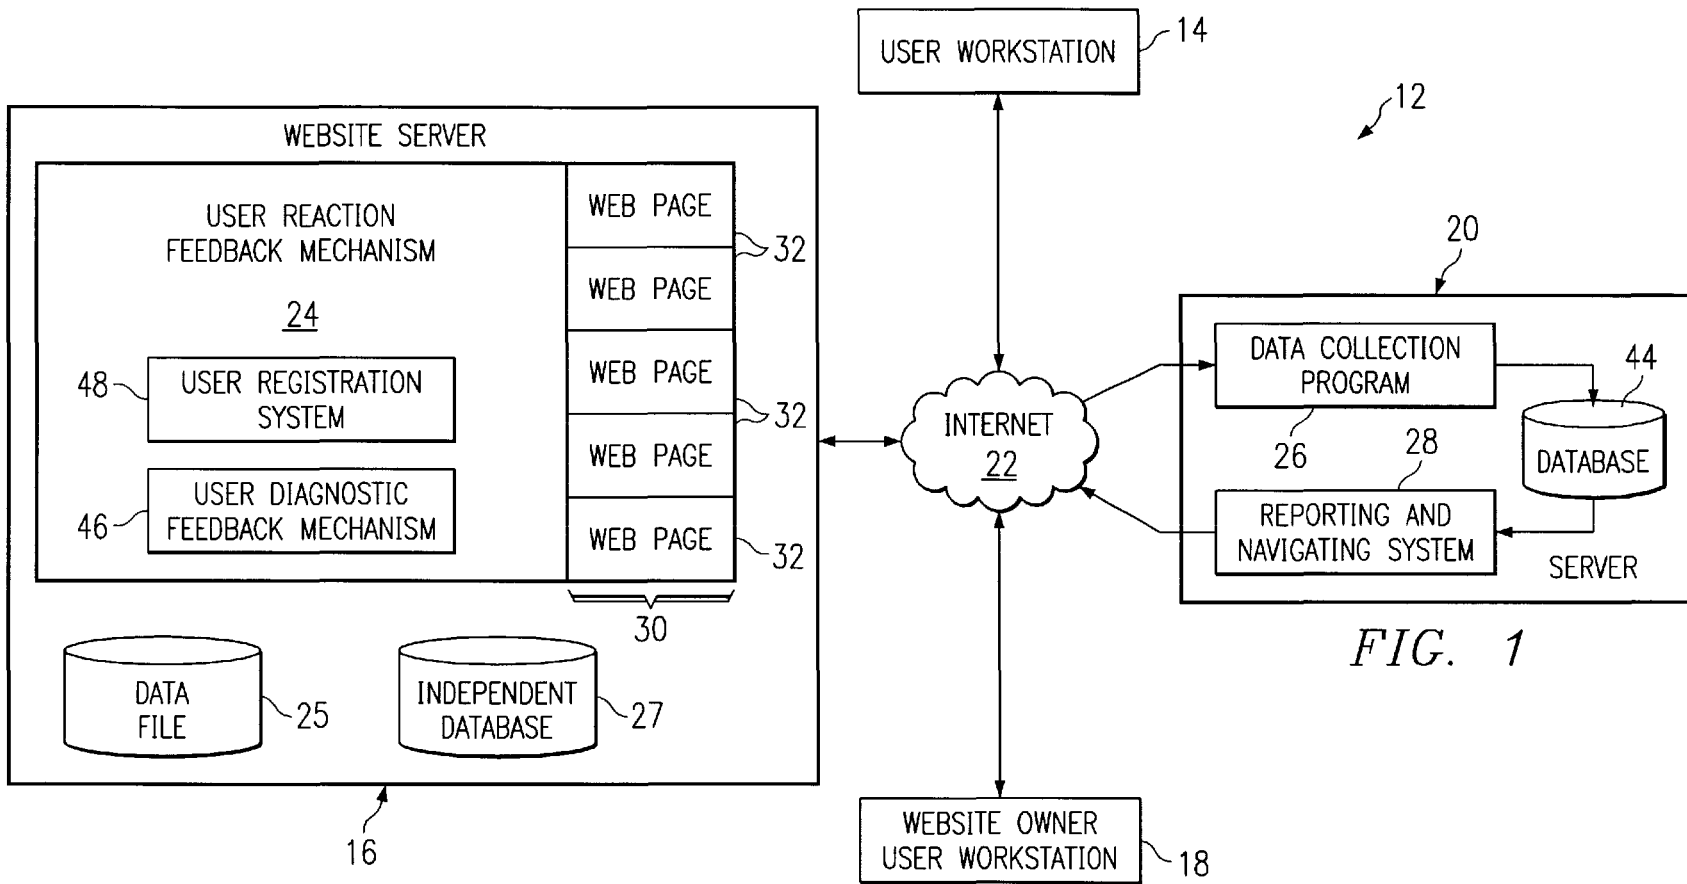 USER WORKSTATION
14
12
WEBSITE SERVER
USER REACTION
FEEDBACK MECHANISM
24
48
USER REGISTRATION
SYSTEM
46
USER DIAGNOSTIC
FEEDBACK MECHANISM
WEB PAGE
32
WEB PAGE
WEB PAGE
32
WEB PAGE
WEB PAGE
32
30
DATA
FILE
25
INDEPENDENT
DATABASE
27
16
INTERNET
22
20
DATA COLLECTION
PROGRAM
26
44
DATABASE
28
REPORTING AND
NAVIGATING SYSTEM
SERVER
FIG. 1
WEBSITE OWNER
USER WORKSTATION
18